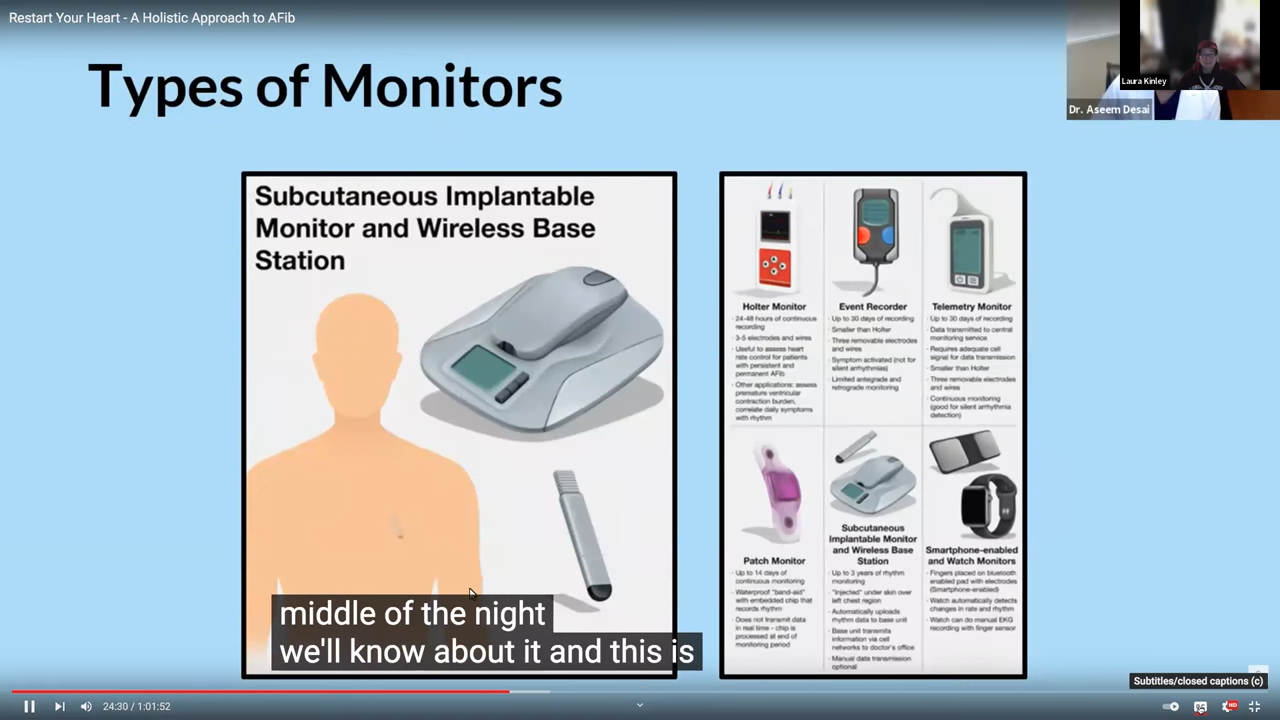 Restart Your Heart - A Holistic Approach to AFib
Laura Kinley
Dr. Aseem Desai
Types of Monitors
Subcutaneous Implantable
Monitor and Wireless Base
Station
Holter Monitor
· 24-48 hours of continuous
recording
· 3-5 electrodes and wires
· Useful to assess heart
rate control for patients
with persistent and
permanent AFib
· Other applications: assess
premature ventricular
contraction burden,
correlate daily symptoms
with rhythm
Event Recorder
· Up to 30 days of recording
· Smaller than Holter
· Three removable electrodes
and wires
· Symptom activated (not for
silent arrhythmias)
· Limited antegrade and
retrograde monitoring
Telemetry Monitor
· Up to 30 days of recording
· Data transmitted to central
monitoring service
· Requires adequate cell
signal for data transmission
· Smaller than Holter
· Three removable electrodes
and wires
· Continuous monitoring
(good for silent arrhythmia
detection)
Patch Monitor
· Up to 14 days of
continuous monitoring
· Waterproof "band-aid"
with embedded chip that
records rhythm
· Does not transmit data
in real time - chip is
processed at end of
monitoring period
Subcutaneous
Implantable Monitor
and Wireless Base
Station
· Up to 3 years of rhythm
monitoring
· "Injected" under skin over
left chest region
· Automatically uploads
rhythm data to base unit
· Base unit transmits
information via cell
networks to doctor's office
· Manual data transmission
optional
Smartphone-enabled
and Watch Monitors
· Fingers placed on bluetooth
enabled pad with electrodes
(Smartphone-enabled)
· Watch automatically detects
changes in rate and rhythm
· Watch can do manual EKG
recording with finger sensor
middle of the night
we'll know about it and this is
Subtitles/closed captions (c)
24:30 / 1:01:52
HD